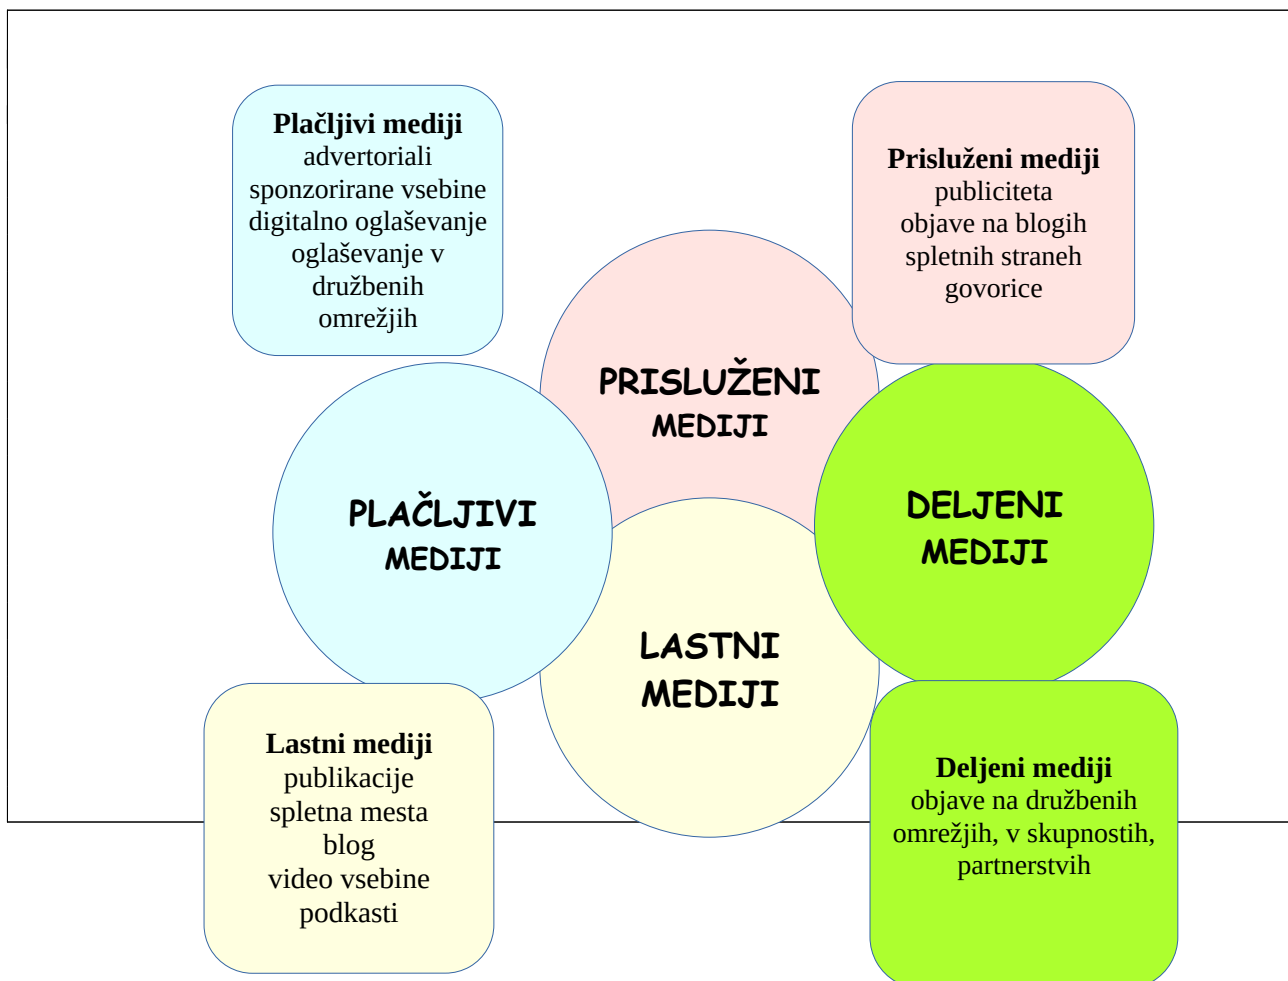 Plačljivi mediji
advertoriali
sponzorirane vsebine
digitalno oglaševanje
oglaševanje v
družbenih
omrežjih
Prisluženi mediji
publiciteta
objave na blogih
spletnih straneh
govorice
PRISLUŽENI
MEDIJI
PLAČLJIVI
MEDIJI
DELJENI
MEDIJI
LASTNI
MEDIJI
Lastni mediji
publikacije
spletna mesta
blog
video vsebine
podkasti
Deljeni mediji
objave na družbenih
omrežjih, v skupnostih,
partnerstvih